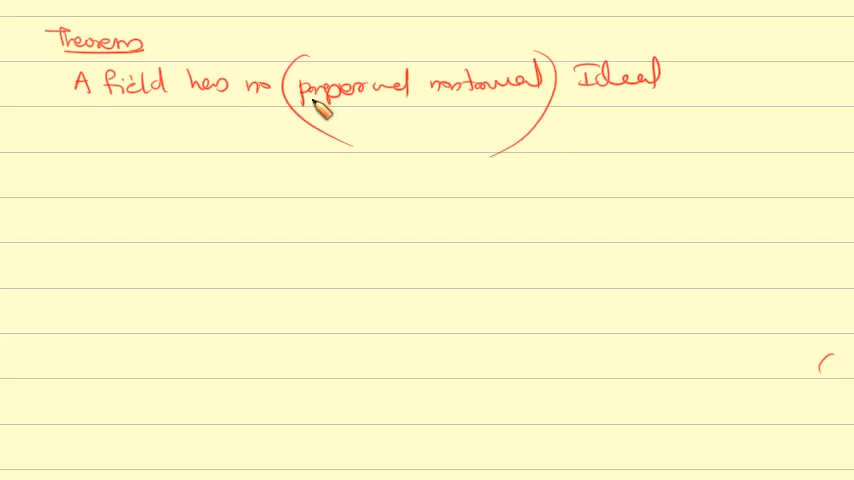 Theorem
A field has no (proper and nontrivial) Ideal
(